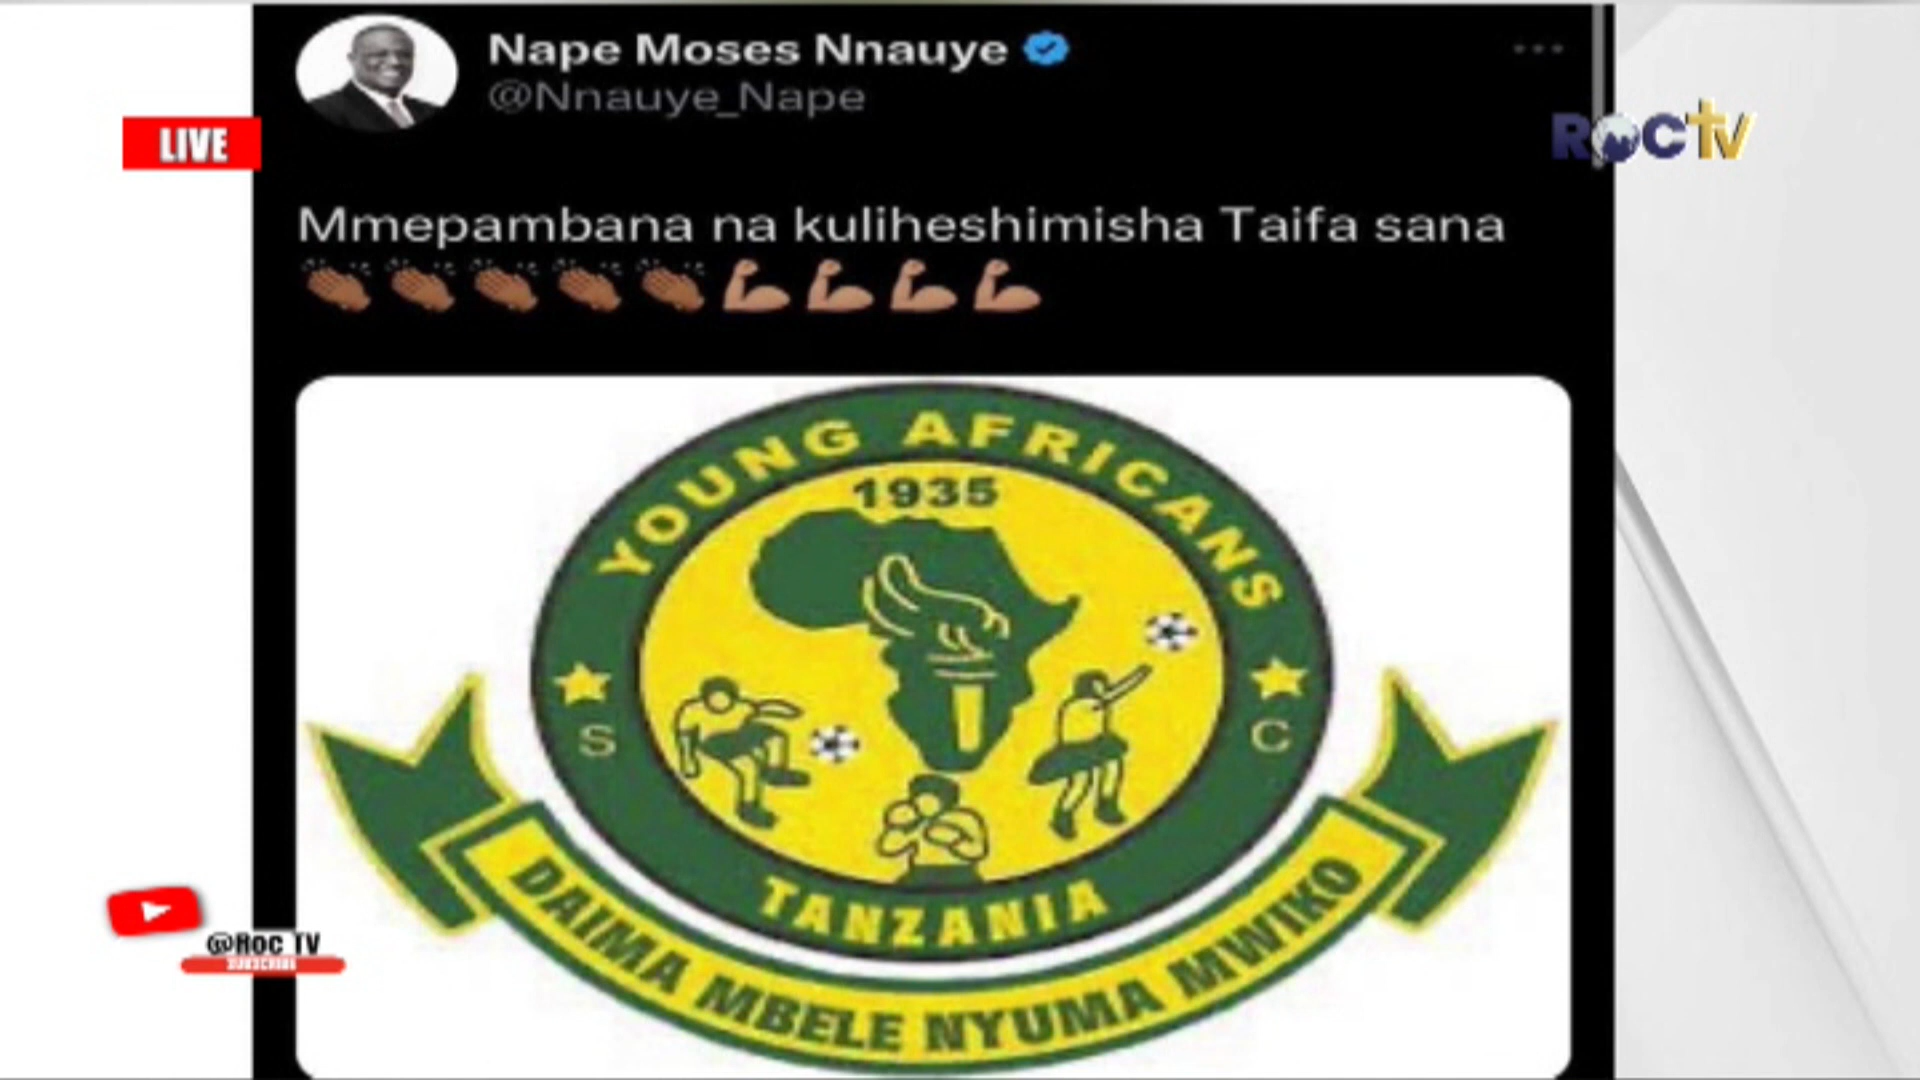 Nape Moses Nnauye
@Nnauye_Nape
LIVE
ROCTV
Mmepambana na kuliheshimisha Taifa sana
👏🏾👏🏾👏🏾👏🏾👏🏾💪🏽💪🏽💪🏽💪🏽
YOUNG AFRICANS
1935
S C
TANZANIA
DAIMA MBELE NYUMA MWIKO
@ROC TV
SUBSCRIBE